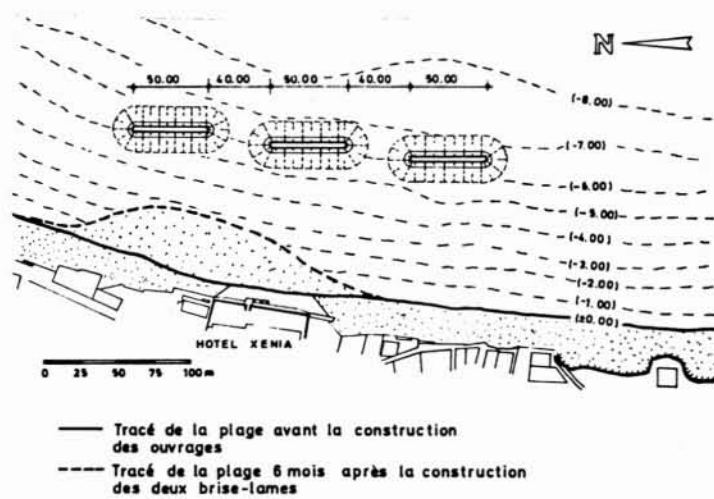 N
50.00 40.00 50.00 40.00 50.00
(-8.00)
(-7.00)
(-6.00)
(-5.00)
(-4.00)
(-3.00)
(-2.00)
(-1.00)
(±0.00)
HOTEL XENIA
0 25 50 75 100 m
Tracé de la plage avant la construction
des ouvrages
Tracé de la plage 6 mois après la construction
des deux brise-lames